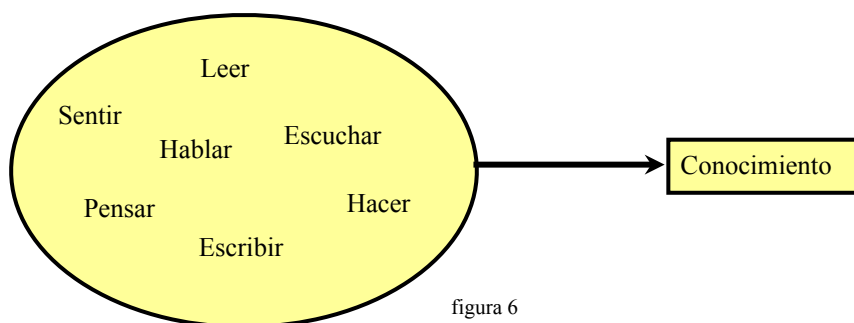 Leer
Sentir
Hablar
Escuchar
Conocimiento
Pensar
Hacer
Escribir
figura 6